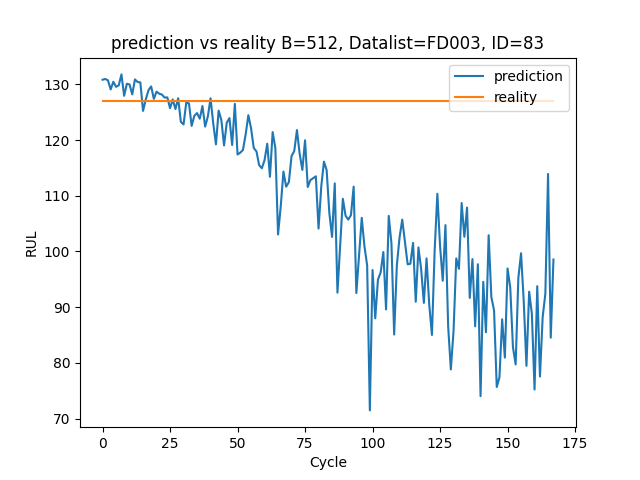 prediction vs reality B=512, Datalist=FD003, ID=83
prediction
reality
130
120
110
100
90
80
70
RUL
0 25 50 75 100 125 150 175
Cycle